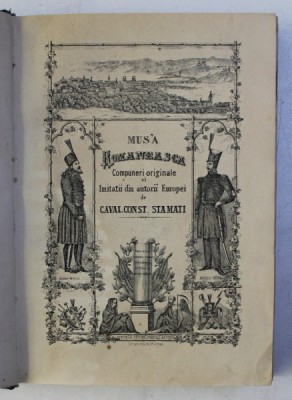 MUS'A
ROMANEASCA
Compuneri originale
si
Imitatii din autorii Europei
de
CAVAL. CONST. STAMATI